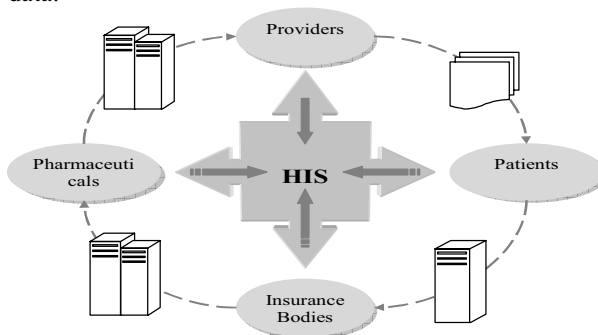 data.
Providers
Pharmaceuti
cals
HIS
Patients
Insurance
Bodies